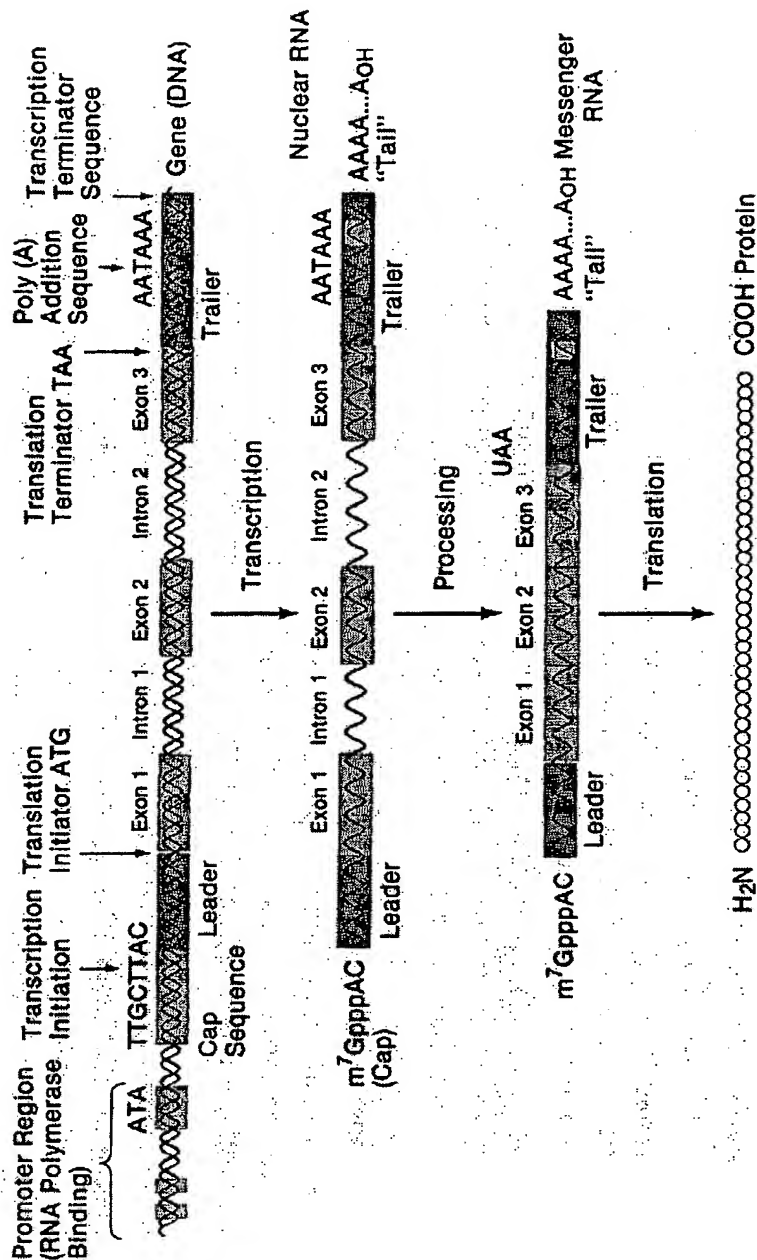 Promoter Region
(RNA Polymerase
Binding)
Transcription
Initiation
Translation
Initiator ATG
Translation
Terminator TAA
Poly (A)
Addition
Sequence
Transcription
Terminator
Sequence
ATA
TTGCTTAC
Exon 1
Intron 1
Exon 2
Intron 2
Exon 3
AATAAA
Gene (DNA)
Cap
Sequence
Leader
Trailer
Transcription
Nuclear RNA
m7GpppAC
(Cap)
Leader
Exon 1
Intron 1
Exon 2
Intron 2
Exon 3
AATAAA
Trailer
AAAA...AOH
"Tail"
Processing
m7GpppAC
Leader
Exon 1
Exon 2
Exon 3
UAA
Trailer
AAAA...AOH Messenger
RNA
"Tail"
Translation
H2N
COOH Protein